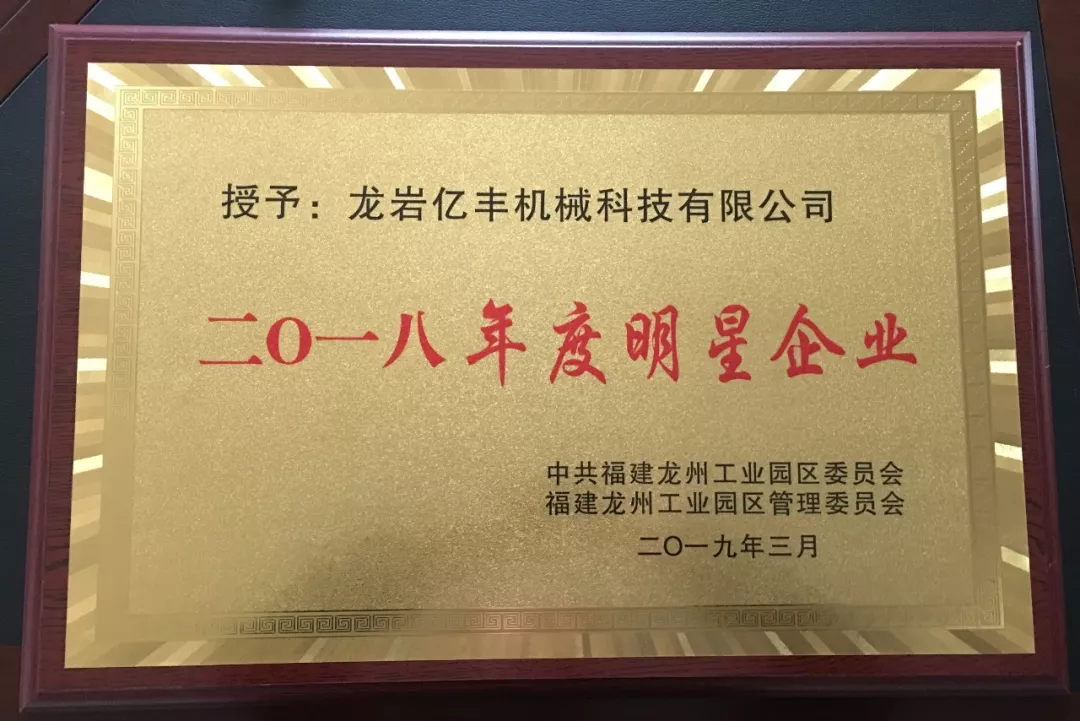 授予：龙岩亿丰机械科技有限公司
二O一八年度明星企业
中共福建龙州工业园区委员会
福建龙州工业园区管理委员会
二O一九年三月